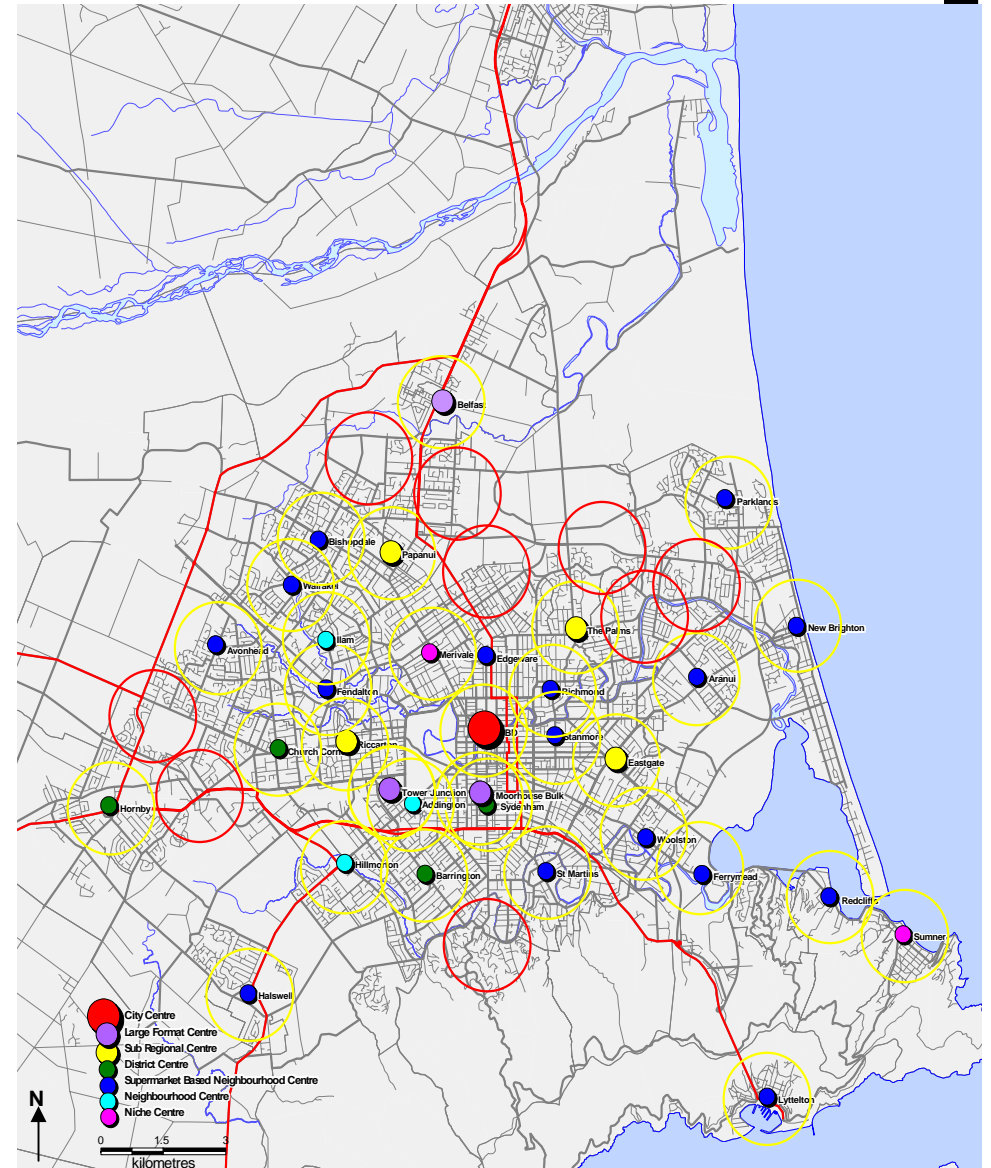 Belfas
Parklands
Bishopdale
Papanui
Wairakei
New Brighton
The Palms
Ilam
Avonhead
Merivale
Edgeware
Aranui
Fendalton
Richmond
Stanmore
Riccarton
Church Corner
Eastgate
Tower Junction
Moorhouse Bulk
Addington
Sydenham
Hornby
Woolston
Hillmorton
Barrington
St Martins
Ferrymead
Redcliffs
Sumner
Halswell
Lyttelton
City Centre
Large Format Centre
Sub Regional Centre
District Centre
Supermarket Based Neighbourhood Centre
Neighbourhood Centre
Niche Centre
N
0 1.5 3
kilometres